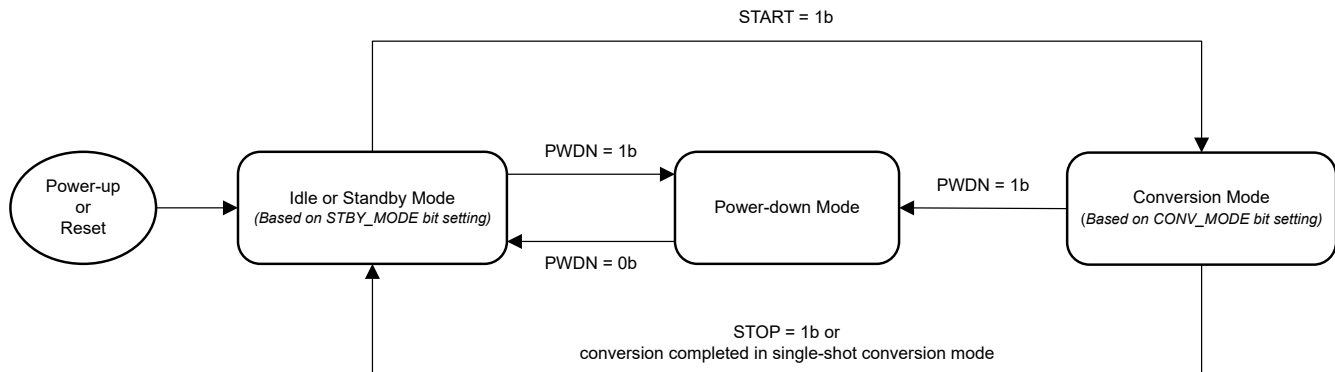 START = 1b
Power-up
or
Reset
Idle or Standby Mode
(Based on STBY_MODE bit setting)
PWDN = 1b
PWDN = 0b
Power-down Mode
PWDN = 1b
Conversion Mode
(Based on CONV_MODE bit setting)
STOP = 1b or
conversion completed in single-shot conversion mode